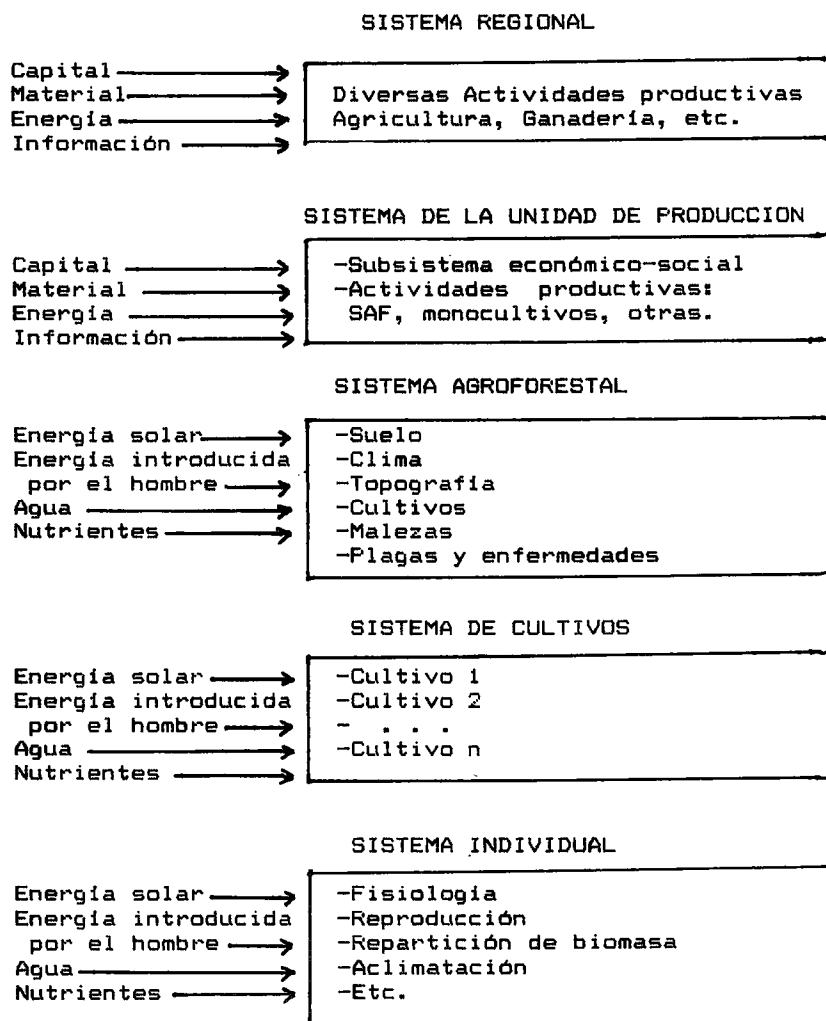 SISTEMA REGIONAL
Capital
Material Diversas Actividades productivas
Energía Agricultura, Ganadería, etc.
Información
SISTEMA DE LA UNIDAD DE PRODUCCION
Capital -Subsistema económico-social
Material -Actividades productivas:
Energía SAF, monocultivos, otras.
Información
SISTEMA AGROFORESTAL
Energía solar -Suelo
Energía introducida -Clima
por el hombre -Topografía
Agua -Cultivos
Nutrientes -Malezas
-Plagas y enfermedades
SISTEMA DE CULTIVOS
Energía solar -Cultivo 1
Energía introducida -Cultivo 2
por el hombre - . . .
Agua -Cultivo n
Nutrientes
SISTEMA INDIVIDUAL
Energía solar -Fisiología
Energía introducida -Reproducción
por el hombre -Repartición de biomasa
Agua -Aclimatación
Nutrientes -Etc.